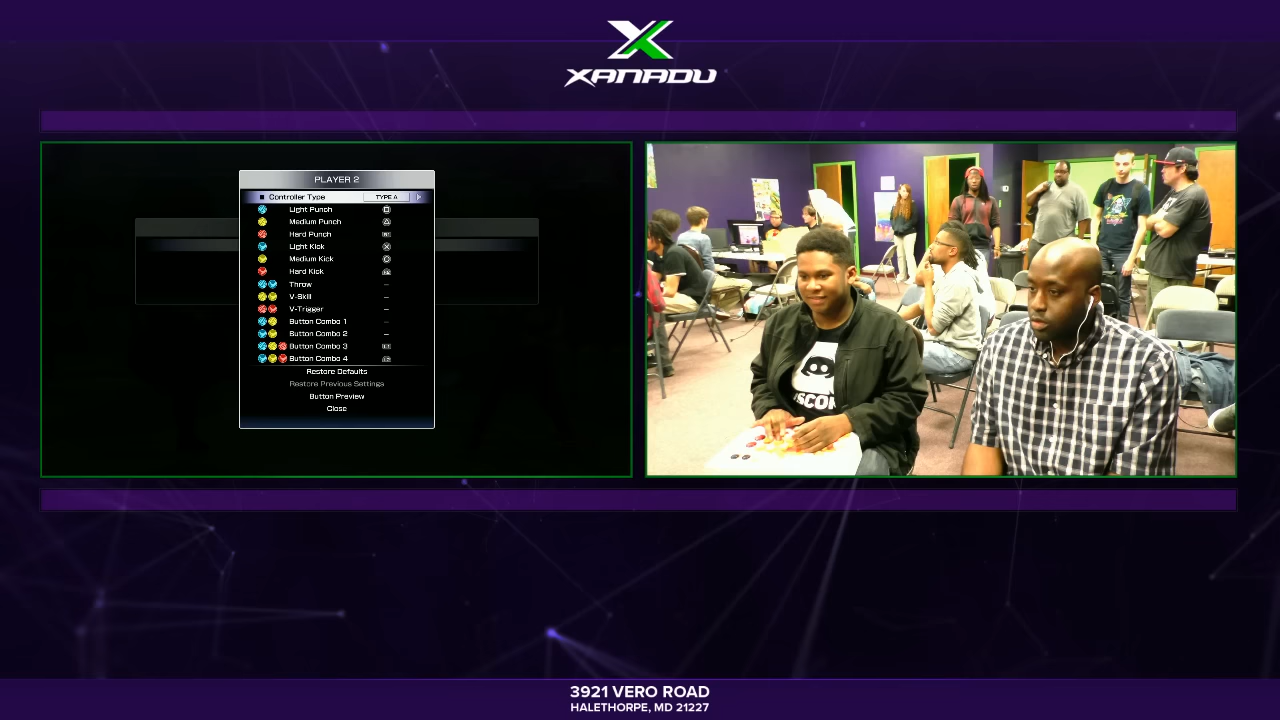 XANADU
PLAYER 2
Controller Type TYPE A
Light Punch
Medium Punch
Hard Punch R1
Light Kick
Medium Kick
Hard Kick
Throw –
V-Skill –
V-Trigger –
Button Combo 1 –
Button Combo 2 –
Button Combo 3 L1
Button Combo 4
Restore Defaults
Restore Previous Settings
Button Preview
Close
3921 VERO ROAD
HALETHORPE, MD 21227